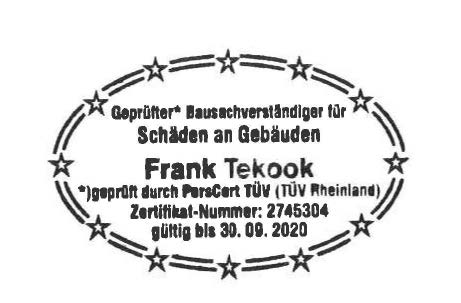 Geprüfter* Bausachverständiger für
Schäden an Gebäuden
Frank Tekook
*)geprüft durch PersCert TÜV (TÜV Rheinland)
Zertifikat-Nummer: 2745304
gültig bis 30. 09. 2020